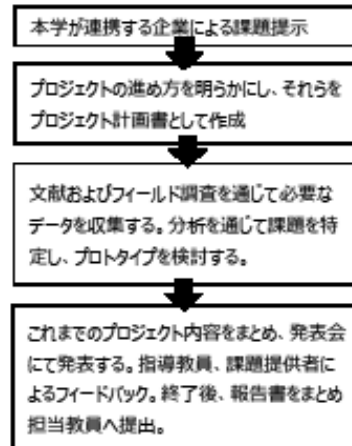 本学が連携する企業による課題提示
プロジェクトの進め方を明らかにし、それらを
プロジェクト計画書として作成
文献およびフィールド調査を通じて必要な
データを収集する。分析を通じて課題を特
定し、プロトタイプを検討する。
これまでのプロジェクト内容をまとめ、発表会
にて発表する。指導教員、課題提供者に
よるフィードバック。終了後、報告書をまとめ
担当教員へ提出。